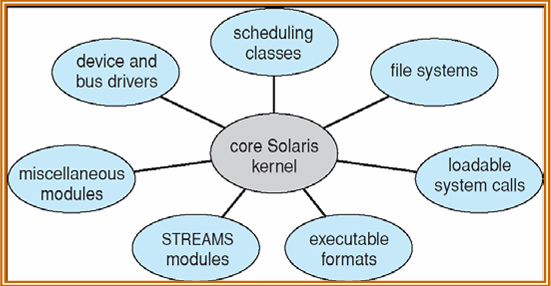 scheduling
classes
device and
bus drivers
file systems
core Solaris
kernel
miscellaneous
modules
loadable
system calls
STREAMS
modules
executable
formats